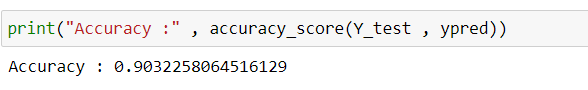 print("Accuracy :" , accuracy_score(Y_test , ypred))
Accuracy : 0.9032258064516129